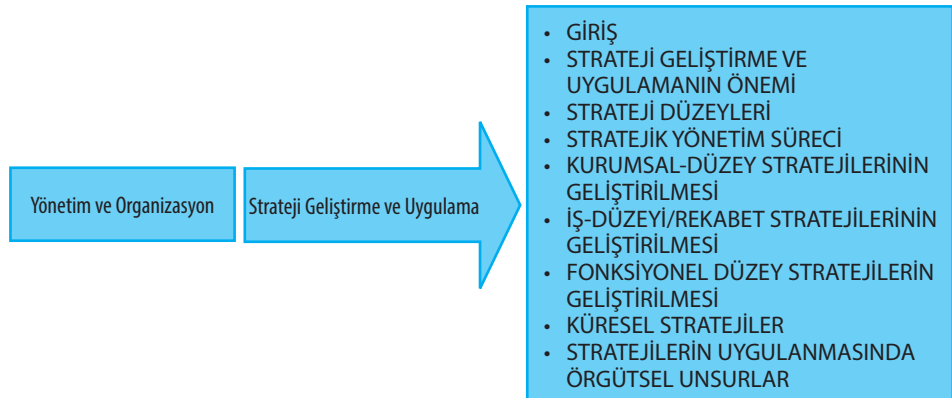 Yönetim ve Organizasyon
Strateji Geliştirme ve Uygulama
• GİRİŞ
• STRATEJİ GELİŞTİRME VE
UYGULAMANIN ÖNEMİ
• STRATEJİ DÜZEYLERİ
• STRATEJİK YÖNETİM SÜRECİ
• KURUMSAL-DÜZEY STRATEJİLERİNİN
GELİŞTİRİLMESİ
• İŞ-DÜZEYİ/REKABET STRATEJİLERİNİN
GELİŞTİRİLMESİ
• FONKSİYONEL DÜZEY STRATEJİLERİN
GELİŞTİRİLMESİ
• KÜRESEL STRATEJİLER
• STRATEJİLERİN UYGULANMASINDA
ÖRGÜTSEL UNSURLAR